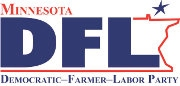 MINNESOTA
DFL
DEMOCRATIC–FARMER–LABOR PARTY